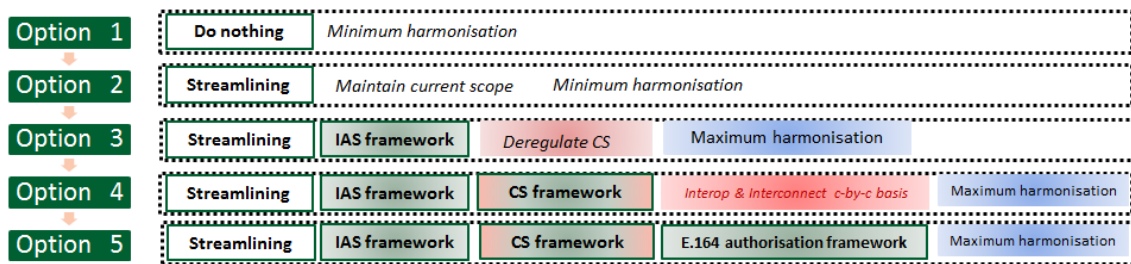 Option 1 Do nothing Minimum harmonisation
Option 2 Streamlining Maintain current scope Minimum harmonisation
Option 3 Streamlining IAS framework Deregulate CS Maximum harmonisation
Option 4 Streamlining IAS framework CS framework Interop & Interconnect c-by-c basis Maximum harmonisation
Option 5 Streamlining IAS framework CS framework E.164 authorisation framework Maximum harmonisation